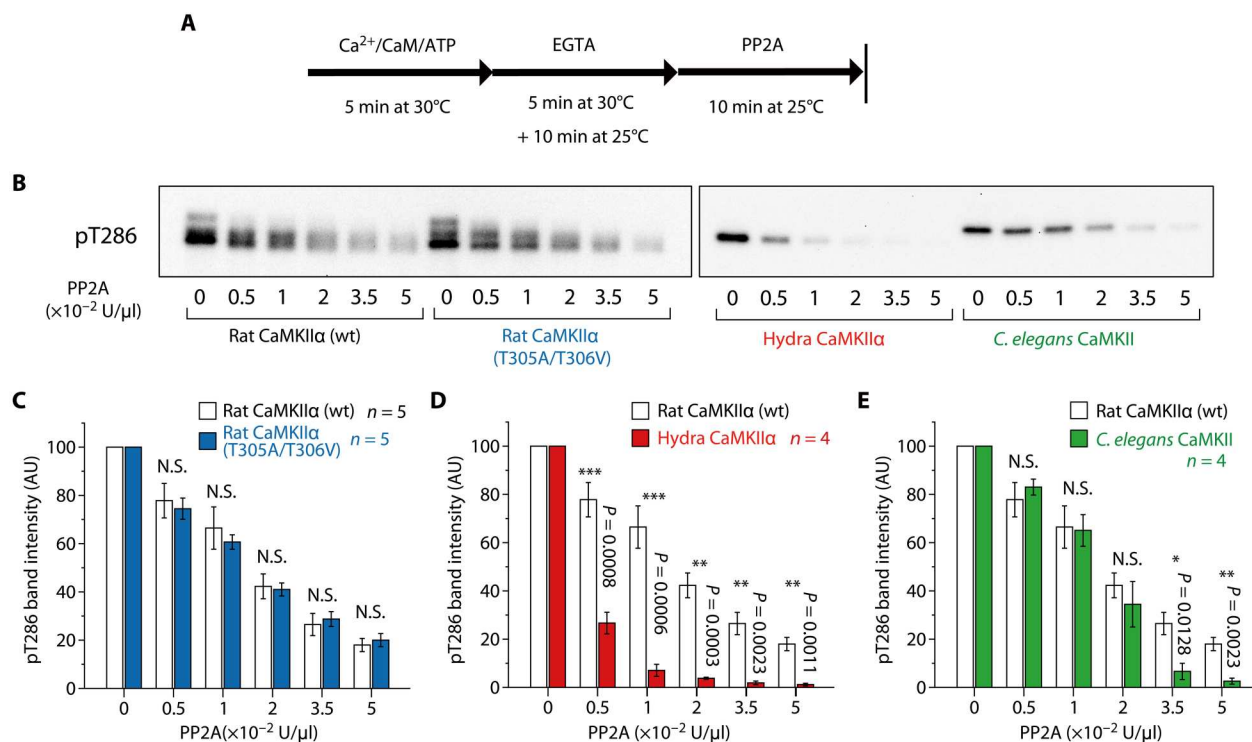 A
Ca²⁺/CaM/ATP EGTA PP2A
5 min at 30°C 5 min at 30°C 10 min at 25°C
+ 10 min at 25°C
B
pT286
PP2A
(×10⁻² U/µl)
0 0.5 1 2 3.5 5 0 0.5 1 2 3.5 5 0 0.5 1 2 3.5 5 0 0.5 1 2 3.5 5
Rat CaMKIIα (wt)
Rat CaMKIIα
(T305A/T306V)
Hydra CaMKIIα
C. elegans CaMKII
C
Rat CaMKIIα (wt) n = 5
Rat CaMKIIα
(T305A/T306V) n = 5
pT286 band intensity (AU)
100
80
60
40
20
0
N.S.
N.S.
N.S.
N.S.
N.S.
0 0.5 1 2 3.5 5
PP2A(×10⁻² U/µl)
D
Rat CaMKIIα (wt)
Hydra CaMKIIα n = 4
pT286 band intensity (AU)
100
80
60
40
20
0
***
P = 0.0008
***
P = 0.0006
**
P = 0.0003
**
P = 0.0023
**
P = 0.0011
0 0.5 1 2 3.5 5
PP2A (×10⁻² U/µl)
E
Rat CaMKIIα (wt)
C. elegans CaMKII
n = 4
pT286 band intensity (AU)
100
80
60
40
20
0
N.S.
N.S.
N.S.
*
P = 0.0128
**
P = 0.0023
0 0.5 1 2 3.5 5
PP2A (×10⁻² U/µl)